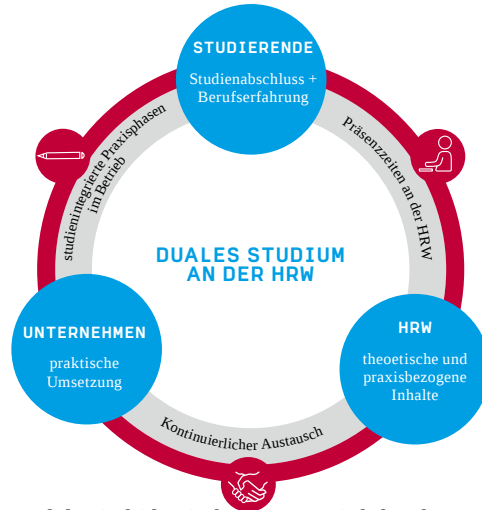 STUDIERENDE
Studienabschluss +
Berufserfahrung
studienintegrierte Praxisphasen
im Betrieb
Präsenzzeiten an der HRW
DUALES STUDIUM
AN DER HRW
UNTERNEHMEN
praktische
Umsetzung
HRW
theoetische und
praxisbezogene
Inhalte
Kontinuierlicher Austausch